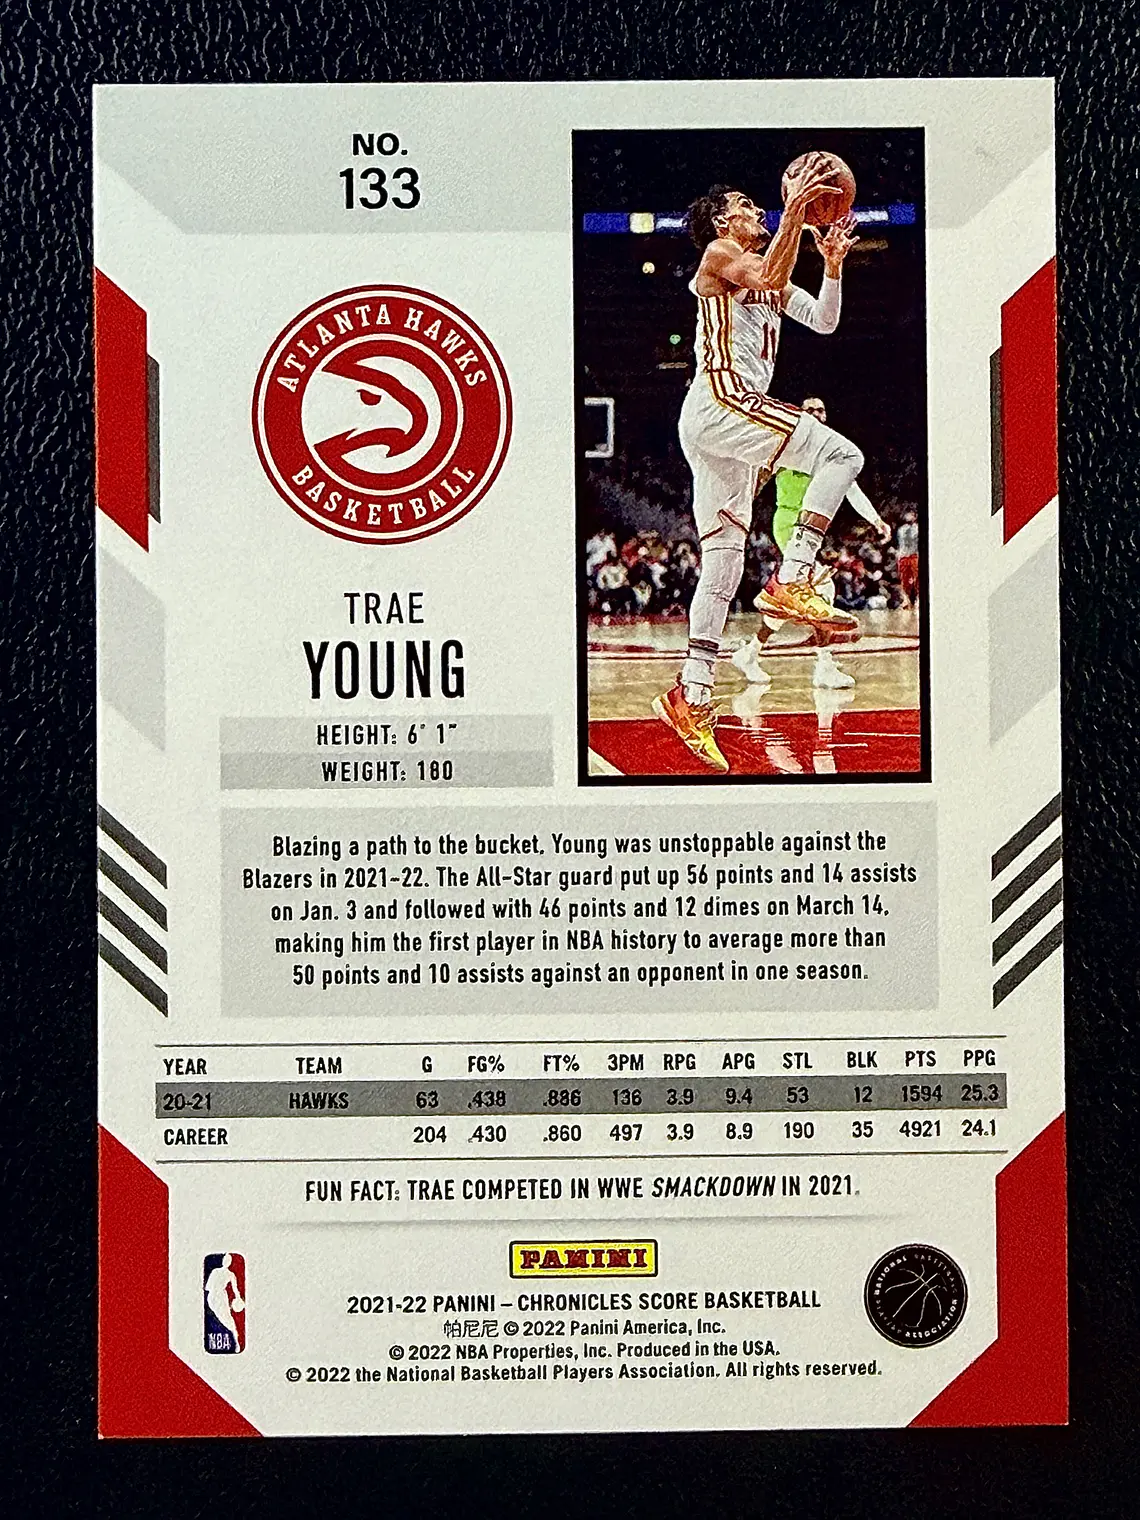 NO.
133
ATLANTA HAWKS
BASKETBALL
TRAE
YOUNG
HEIGHT: 6' 1"
WEIGHT: 180
Blazing a path to the bucket, Young was unstoppable against the
Blazers in 2021-22. The All-Star guard put up 56 points and 14 assists
on Jan. 3 and followed with 46 points and 12 dimes on March 14,
making him the first player in NBA history to average more than
50 points and 10 assists against an opponent in one season.
YEAR TEAM G FG% FT% 3PM RPG APG STL BLK PTS PPG
20-21 HAWKS 63 .438 .886 136 3.9 9.4 53 12 1594 25.3
CAREER 204 .430 .860 497 3.9 8.9 190 35 4921 24.1
FUN FACT: TRAE COMPETED IN WWE SMACKDOWN IN 2021.
PANINI
NBA
2021-22 PANINI – CHRONICLES SCORE BASKETBALL
帕尼尼 © 2022 Panini America, Inc.
© 2022 NBA Properties, Inc. Produced in the USA.
© 2022 the National Basketball Players Association. All rights reserved.
NATIONAL BASKETBALL
PLAYERS ASSOCIATION